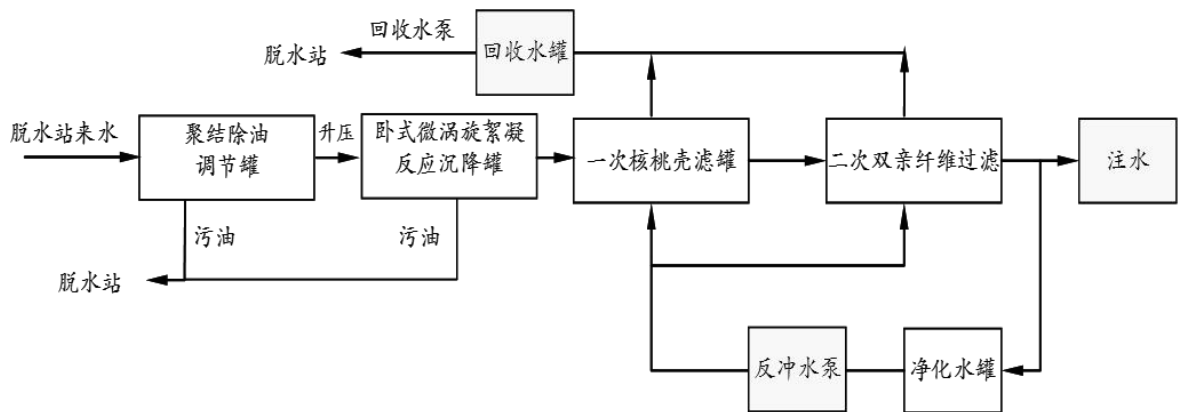 回收水泵
脱水站
回收水罐
脱水站来水
聚结除油
调节罐
升压
卧式微涡旋絮凝
反应沉降罐
一次核桃壳滤罐
二次双亲纤维过滤
注水
污油
污油
脱水站
反冲水泵
净化水罐